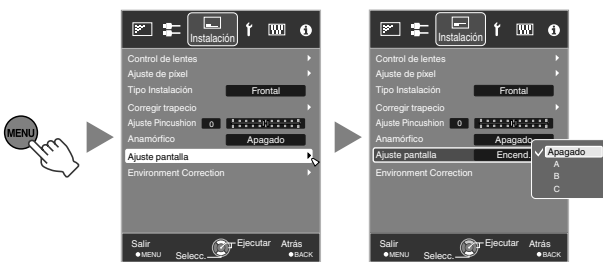 MENU
Instalación
Control de lentes
Ajuste de píxel
Tipo Instalación Frontal
Corregir trapecio
Ajuste Pincushion 0
Anamórfico Apagado
Ajuste pantalla
Environment Correction
Salir
MENU
Selecc.
Ejecutar
Atrás
BACK
Instalación
Control de lentes
Ajuste de píxel
Tipo Instalación Frontal
Corregir trapecio
Ajuste Pincushion 0
Anamórfico Apagado
Ajuste pantalla Encend.
Environment Correction
Apagado
A
B
C
Salir
MENU
Selecc.
Ejecutar
Atrás
BACK